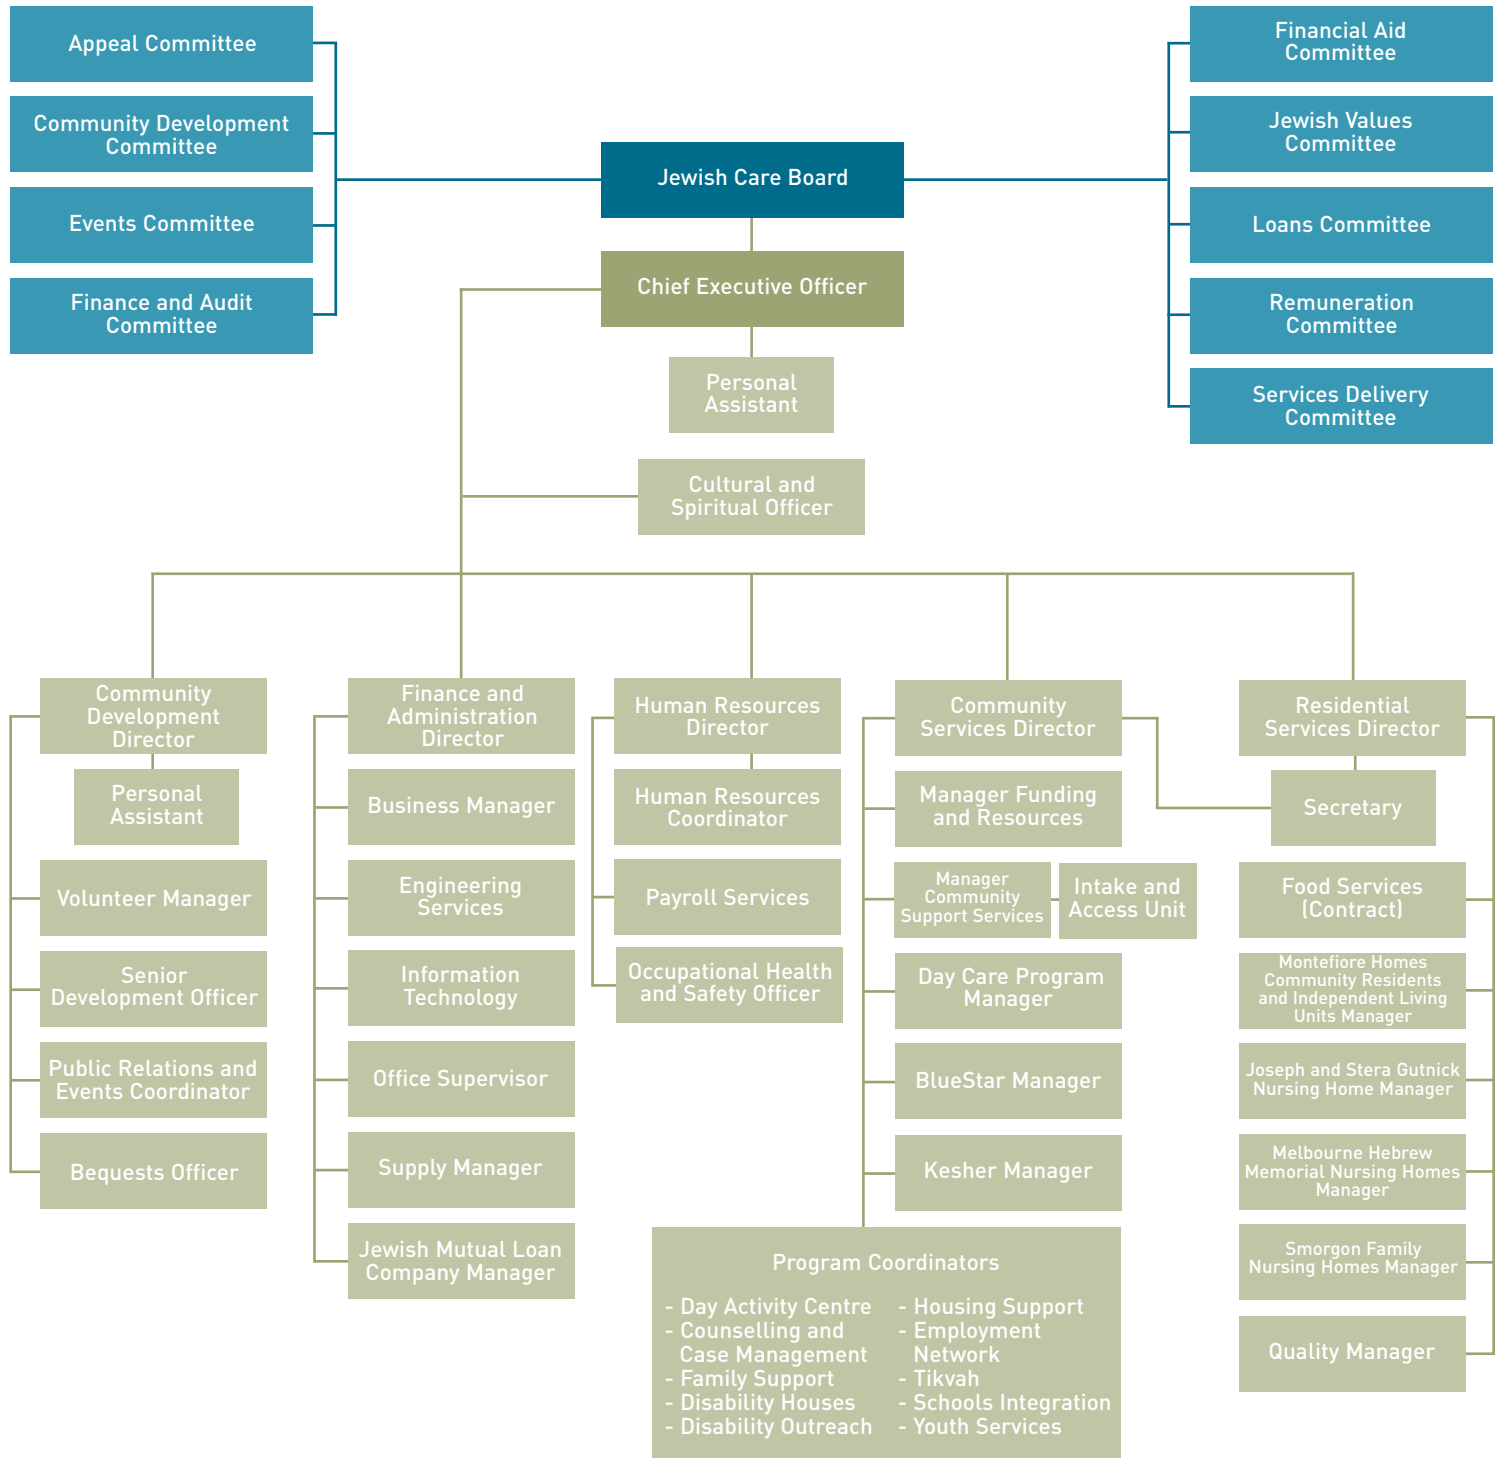 Appeal Committee
Community Development
Committee
Events Committee
Finance and Audit
Committee
Financial Aid
Committee
Jewish Values
Committee
Loans Committee
Remuneration
Committee
Services Delivery
Committee
Jewish Care Board
Chief Executive Officer
Personal
Assistant
Cultural and
Spiritual Officer
Community
Development
Director
Personal
Assistant
Volunteer Manager
Senior
Development Officer
Public Relations and
Events Coordinator
Bequests Officer
Finance and
Administration
Director
Business Manager
Engineering
Services
Information
Technology
Office Supervisor
Supply Manager
Jewish Mutual Loan
Company Manager
Human Resources
Director
Human Resources
Coordinator
Payroll Services
Occupational Health
and Safety Officer
Community
Services Director
Manager Funding
and Resources
Manager
Community
Support Services
Intake and
Access Unit
Day Care Program
Manager
BlueStar Manager
Kesher Manager
Program Coordinators
- Day Activity Centre
- Counselling and
Case Management
- Family Support
- Disability Houses
- Disability Outreach
- Housing Support
- Employment
Network
- Tikvah
- Schools Integration
- Youth Services
Residential
Services Director
Secretary
Food Services
(Contract)
Montefiore Homes
Community Residents
and Independent Living
Units Manager
Joseph and Stera Gutnick
Nursing Home Manager
Melbourne Hebrew
Memorial Nursing Homes
Manager
Smorgon Family
Nursing Homes Manager
Quality Manager